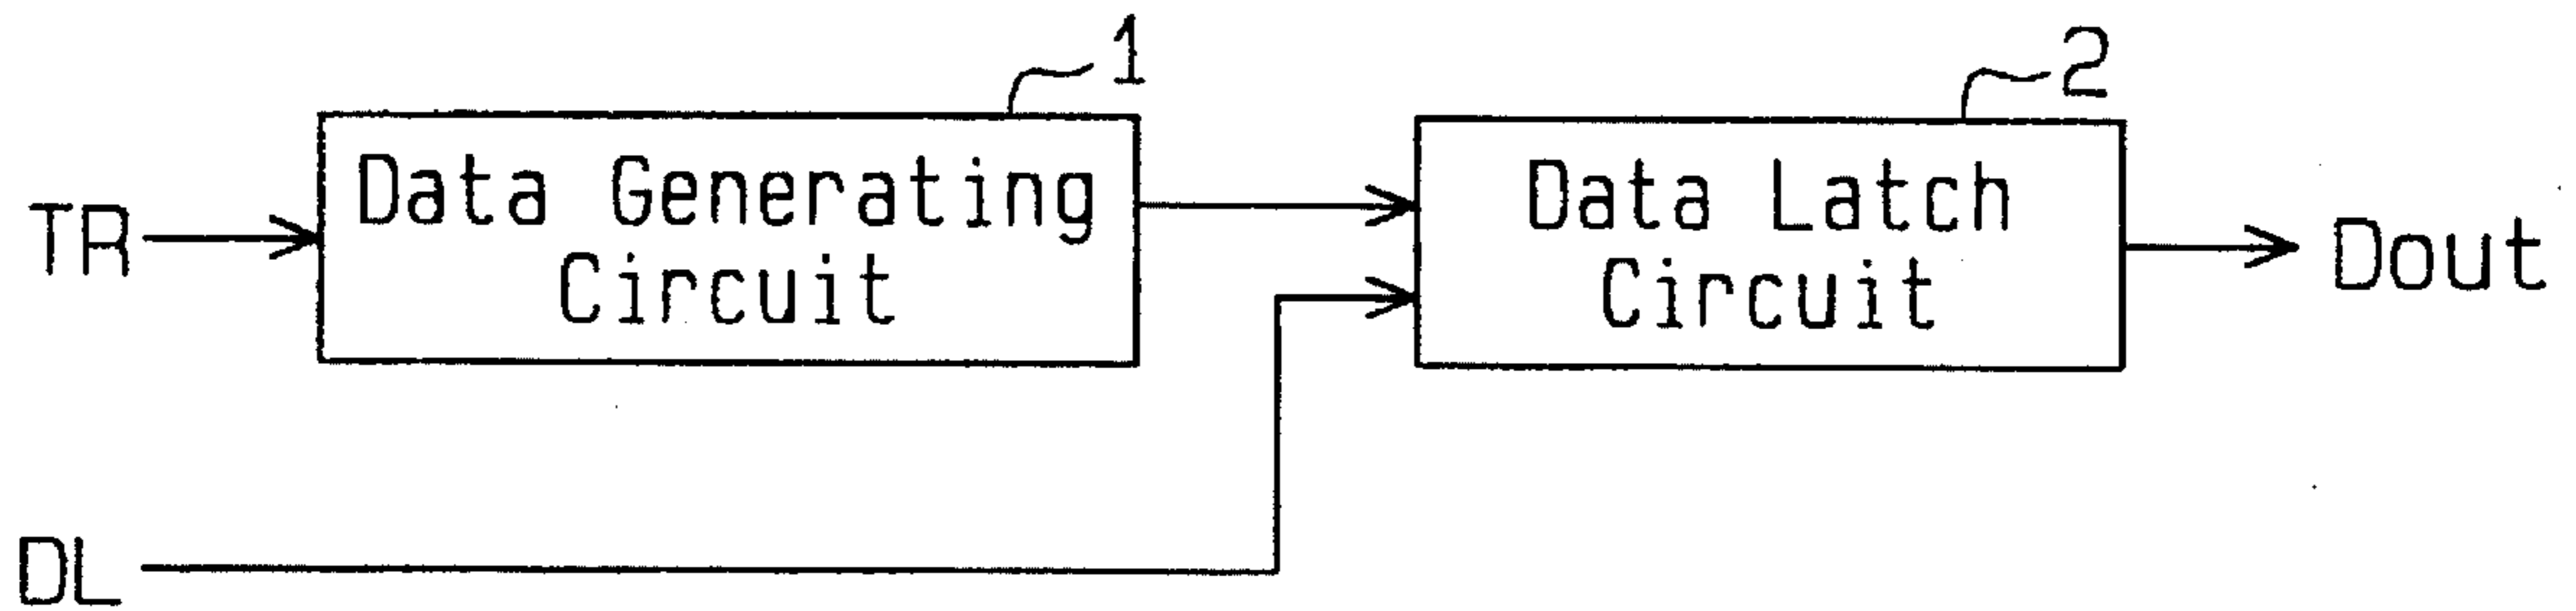 1
2
Data Generating
Circuit
Data Latch
Circuit
TR
Dout
DL